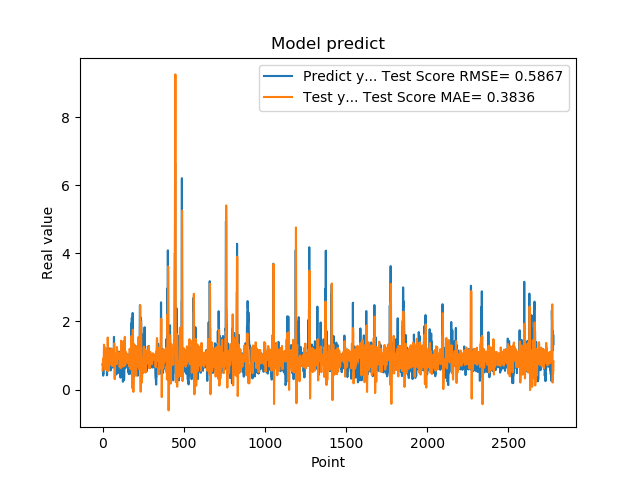 Model predict
Predict y... Test Score RMSE= 0.5867
Test y... Test Score MAE= 0.3836
Real value
8
6
4
2
0
0 500 1000 1500 2000 2500
Point